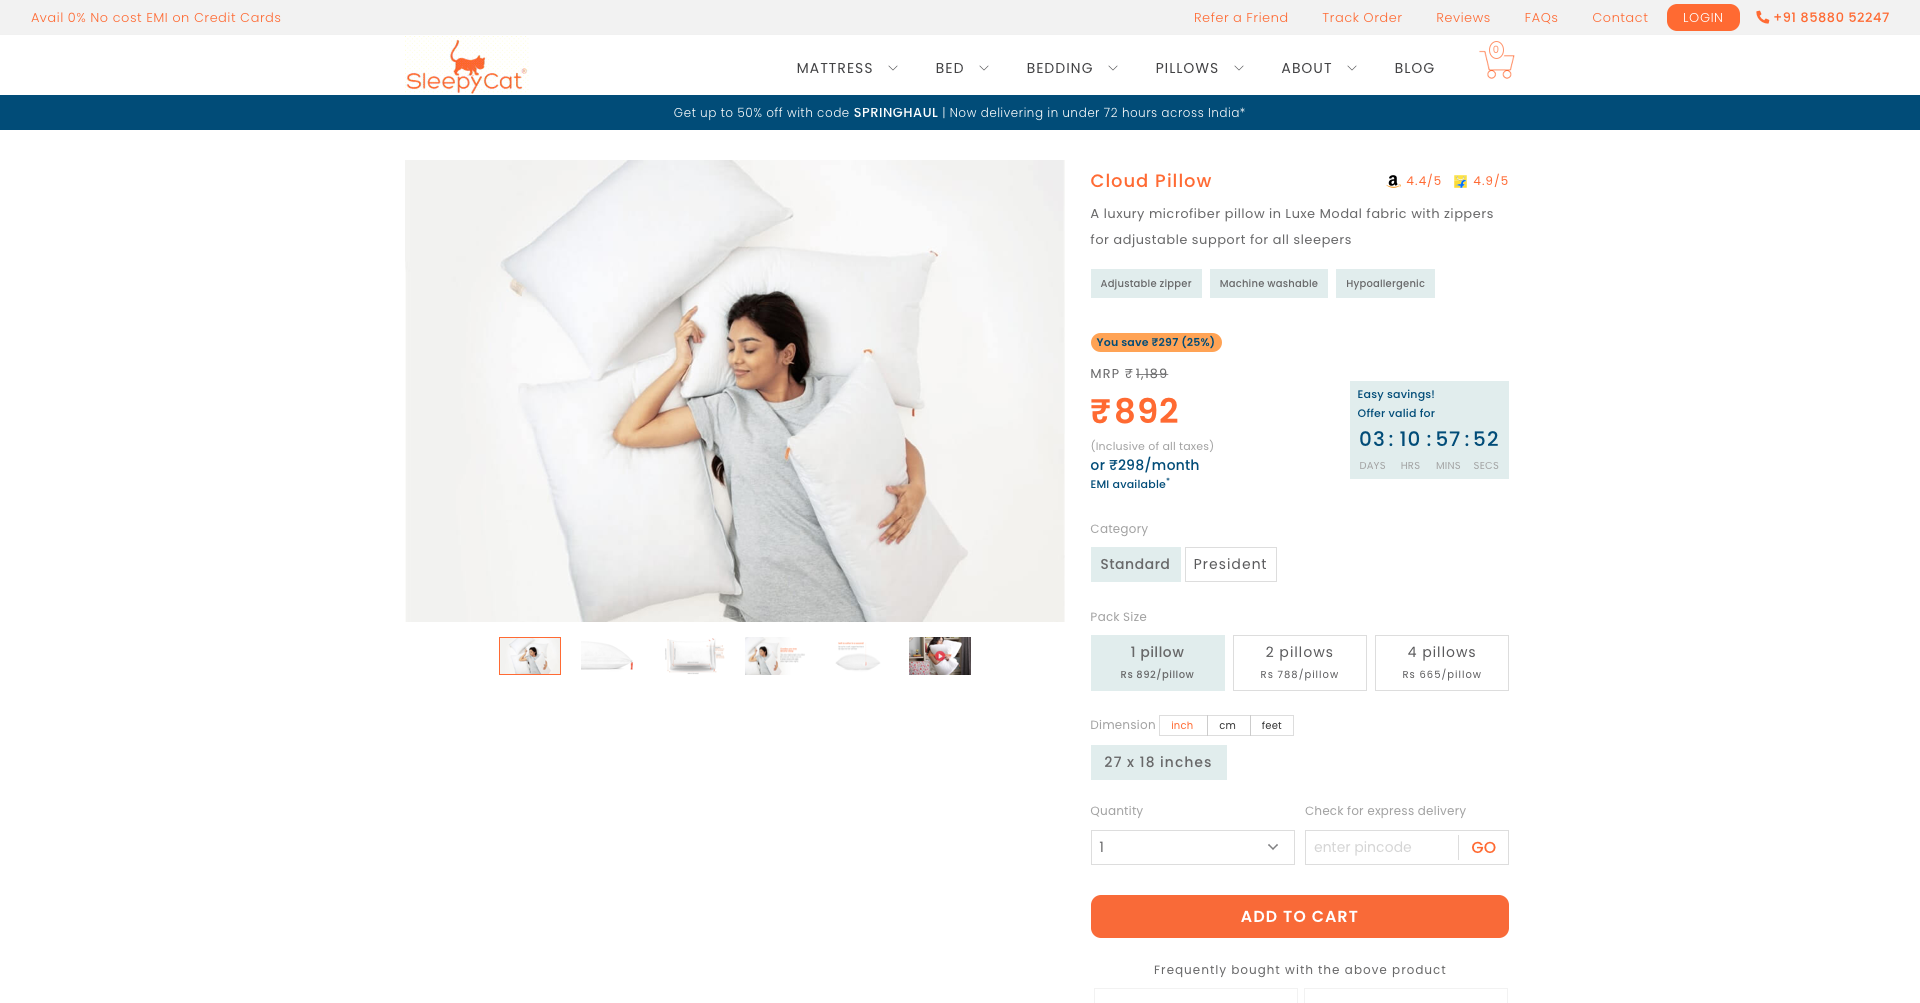 Avail 0% No cost EMI on Credit Cards
Refer a Friend
Track Order
Reviews
FAQs
Contact
LOGIN
+91 85880 52247
SleepyCat®
MATTRESS
BED
BEDDING
PILLOWS
ABOUT
BLOG
0
Get up to 50% off with code SPRINGHAUL | Now delivering in under 72 hours across India*
Cloud Pillow
a 4.4/5
4.9/5
A luxury microfiber pillow in Luxe Modal fabric with zippers
for adjustable support for all sleepers
Adjustable zipper
Machine washable
Hypoallergenic
You save ₹297 (25%)
MRP ₹ 1,189
₹892
(Inclusive of all taxes)
or ₹298/month
EMI available*
Easy savings!
Offer valid for
03 : 10 : 57 : 52
DAYS HRS MINS SECS
Category
Standard
President
Pack Size
1 pillow
Rs 892/pillow
2 pillows
Rs 788/pillow
4 pillows
Rs 665/pillow
Dimension
inch
cm
feet
27 x 18 inches
Quantity
1
Check for express delivery
enter pincode
GO
ADD TO CART
Frequently bought with the above product